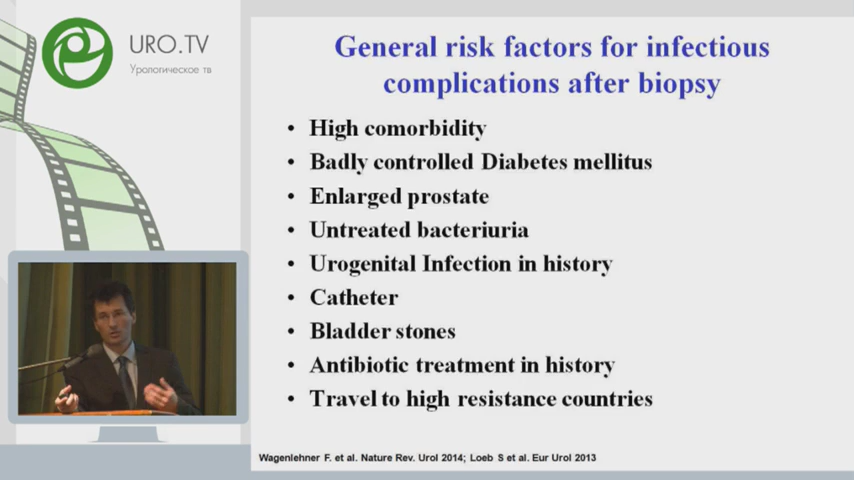 URO.TV
Урологическое тв
General risk factors for infectious
complications after biopsy
• High comorbidity
• Badly controlled Diabetes mellitus
• Enlarged prostate
• Untreated bacteriuria
• Urogenital Infection in history
• Catheter
• Bladder stones
• Antibiotic treatment in history
• Travel to high resistance countries
Wagenlehner F. et al. Nature Rev. Urol 2014; Loeb S et al. Eur Urol 2013